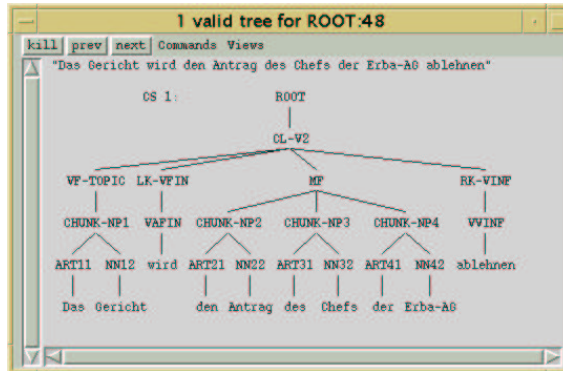 1 valid tree for ROOT:48
kill prev next Commands Views
"Das Gericht wird den Antrag des Chefs der Erba-AG ablehnen"
CS 1: ROOT
CL-V2
VF-TOPIC LK-VFIN MF RK-VINF
CHUNK-NP1 VAFIN CHUNK-NP2 CHUNK-NP3 CHUNK-NP4 VVINF
ART11 NN12 wird ART21 NN22 ART31 NN32 ART41 NN42 ablehnen
Das Gericht den Antrag des Chefs der Erba-AG